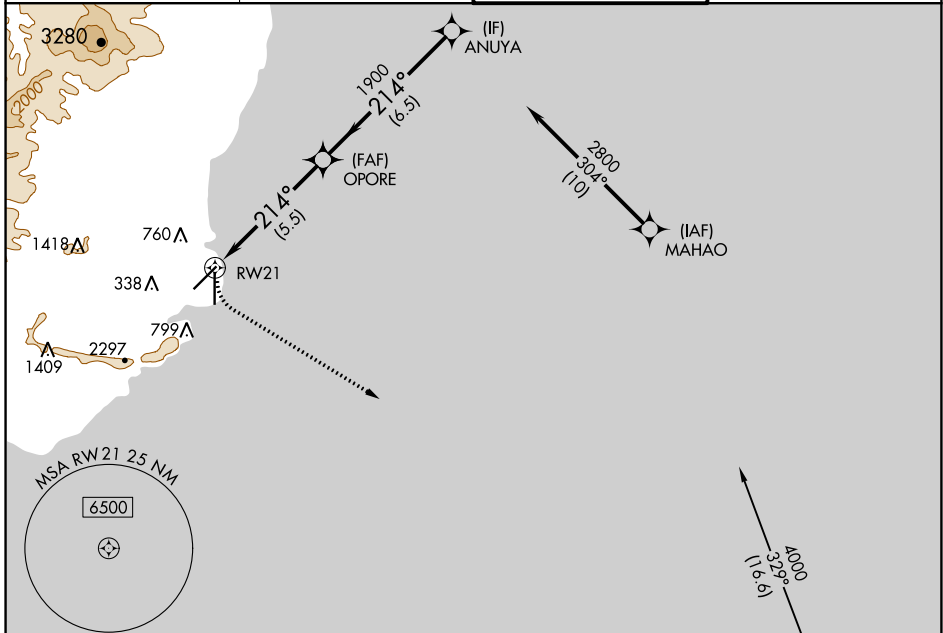 3280
2000
(IF)
ANUYA
1900
214°
(6.5)
(FAF)
OPORE
214°
(5.5)
2800
304°
(10)
(IAF)
MAHAO
1418
760
338
RW21
799
2297
1409
MSA RW21 25 NM
6500
4000
329°
(16.6)